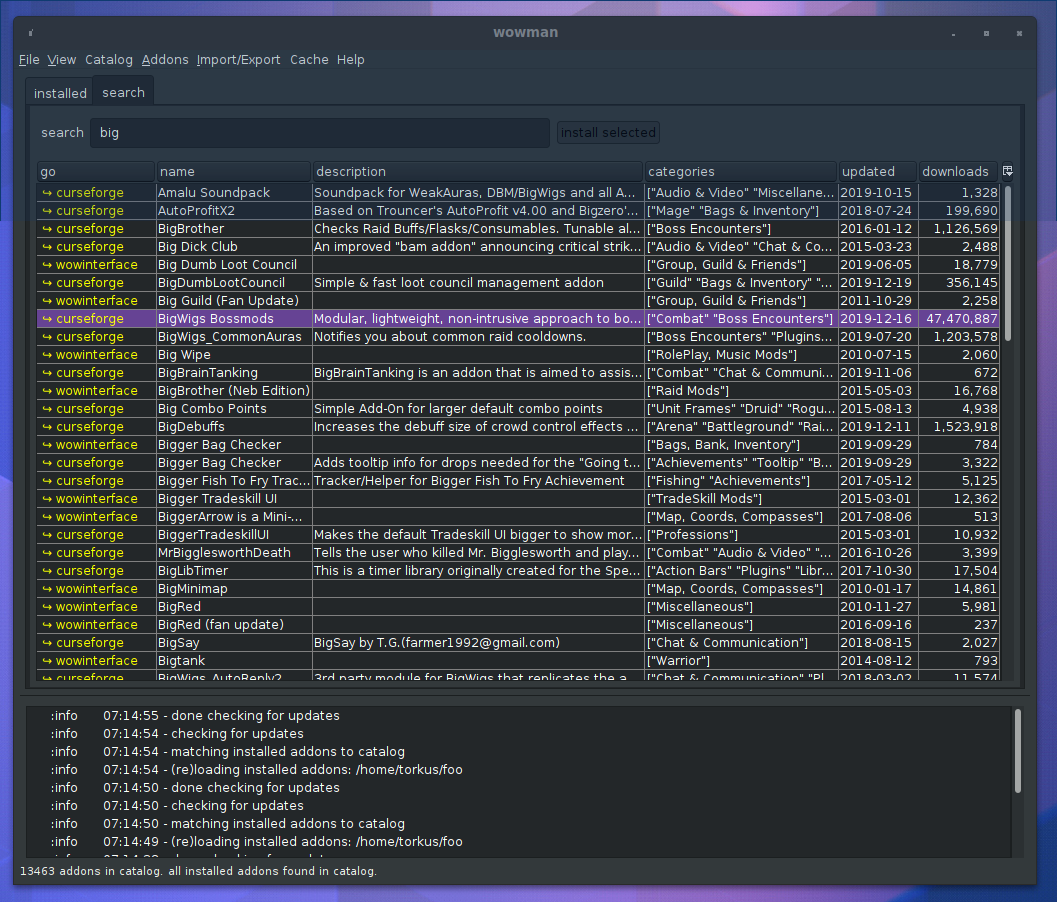 wowman
File View Catalog Addons Import/Export Cache Help
installed search
search big install selected
go name description categories updated downloads
↪ curseforge Amalu Soundpack Soundpack for WeakAuras, DBM/BigWigs and all A... ["Audio & Video" "Miscellane... 2019-10-15 1,328
↪ curseforge AutoProfitX2 Based on Trouncer's AutoProfit v4.00 and Bigzero'... ["Mage" "Bags & Inventory"] 2018-07-24 199,690
↪ curseforge BigBrother Checks Raid Buffs/Flasks/Consumables. Tunable al... ["Boss Encounters"] 2016-01-12 1,126,569
↪ curseforge Big Dick Club An improved "bam addon" announcing critical strik... ["Audio & Video" "Chat & Co... 2015-03-23 2,488
↪ wowinterface Big Dumb Loot Council ["Group, Guild & Friends"] 2019-06-05 18,779
↪ curseforge BigDumbLootCouncil Simple & fast loot council management addon ["Guild" "Bags & Inventory" "... 2019-12-19 356,145
↪ wowinterface Big Guild (Fan Update) ["Group, Guild & Friends"] 2011-10-29 2,258
↪ curseforge BigWigs Bossmods Modular, lightweight, non-intrusive approach to bo... ["Combat" "Boss Encounters"] 2019-12-16 47,470,887
↪ curseforge BigWigs_CommonAuras Notifies you about common raid cooldowns. ["Boss Encounters" "Plugins... 2019-07-20 1,203,578
↪ wowinterface Big Wipe ["RolePlay, Music Mods"] 2010-07-15 2,060
↪ curseforge BigBrainTanking BigBrainTanking is an addon that is aimed to assis... ["Combat" "Chat & Communi... 2019-11-06 672
↪ wowinterface BigBrother (Neb Edition) ["Raid Mods"] 2015-05-03 16,768
↪ curseforge Big Combo Points Simple Add-On for larger default combo points ["Unit Frames" "Druid" "Rogu... 2015-08-13 4,938
↪ curseforge BigDebuffs Increases the debuff size of crowd control effects ... ["Arena" "Battleground" "Rai... 2019-12-11 1,523,918
↪ wowinterface Bigger Bag Checker ["Bags, Bank, Inventory"] 2019-09-29 784
↪ curseforge Bigger Bag Checker Adds tooltip info for drops needed for the "Going t... ["Achievements" "Tooltip" "B... 2019-09-29 3,322
↪ curseforge Bigger Fish To Fry Trac... Tracker/Helper for Bigger Fish To Fry Achievement ["Fishing" "Achievements"] 2017-05-12 5,125
↪ wowinterface Bigger Tradeskill UI ["TradeSkill Mods"] 2015-03-01 12,362
↪ wowinterface BiggerArrow is a Mini-... ["Map, Coords, Compasses"] 2017-08-06 513
↪ curseforge BiggerTradeskillUI Makes the default Tradeskill UI bigger to show mor... ["Professions"] 2015-03-01 10,932
↪ curseforge MrBigglesworthDeath Tells the user who killed Mr. Bigglesworth and play... ["Combat" "Audio & Video" "... 2016-10-26 3,399
↪ curseforge BigLibTimer This is a timer library originally created for the Spe... ["Action Bars" "Plugins" "Libr... 2017-10-30 17,504
↪ wowinterface BigMinimap ["Map, Coords, Compasses"] 2010-01-17 14,861
↪ wowinterface BigRed ["Miscellaneous"] 2010-11-27 5,981
↪ wowinterface BigRed (fan update) ["Miscellaneous"] 2016-09-16 237
↪ curseforge BigSay BigSay by T.G.(farmer1992@gmail.com) ["Chat & Communication"] 2018-08-15 2,027
↪ wowinterface Bigtank ["Warrior"] 2014-08-12 793
↪ curseforge BigWigs_AutoReply2 3rd party module for BigWigs that replicates the a... ["Chat & Communication" "Pl... 2018-03-02 11,574
:info 07:14:55 - done checking for updates
:info 07:14:54 - checking for updates
:info 07:14:54 - matching installed addons to catalog
:info 07:14:54 - (re)loading installed addons: /home/torkus/foo
:info 07:14:50 - done checking for updates
:info 07:14:50 - checking for updates
:info 07:14:50 - matching installed addons to catalog
:info 07:14:49 - (re)loading installed addons: /home/torkus/foo
13463 addons in catalog. all installed addons found in catalog.